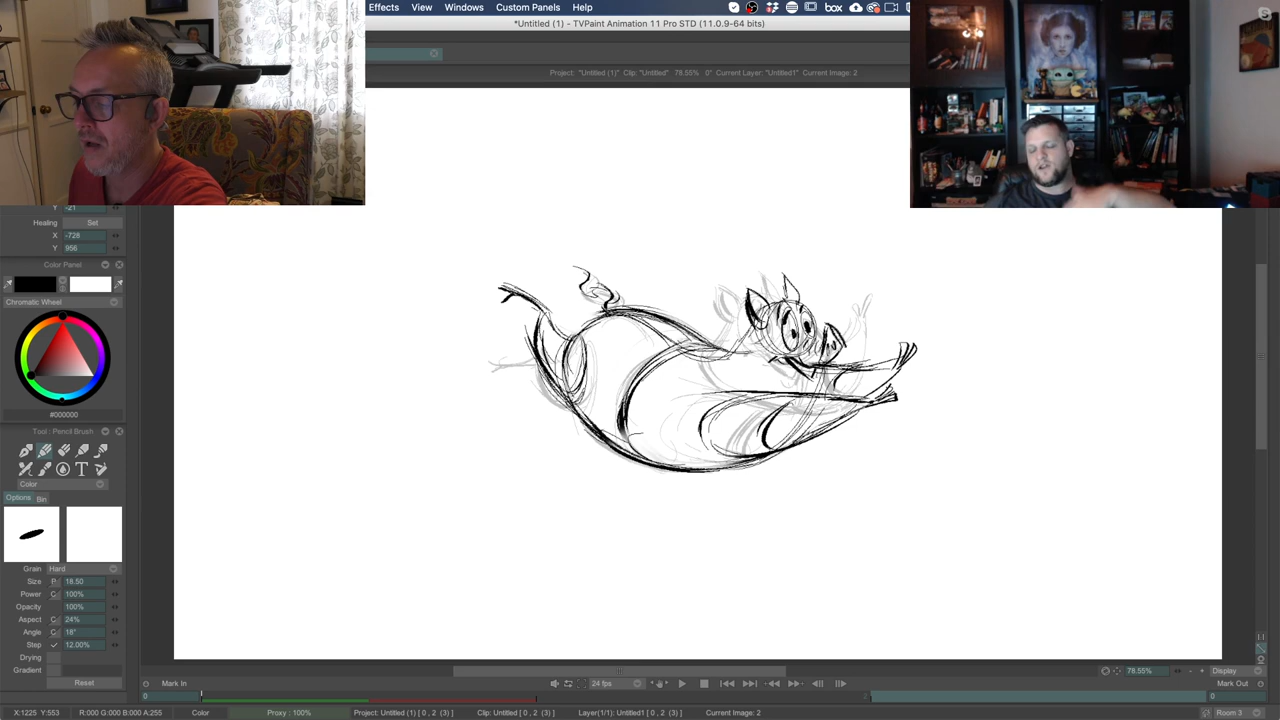 Effects View Windows Custom Panels Help
box
*Untitled (1) - TVPaint Animation 11 Pro STD (11.0.9-64 bits)
Project: "Untitled (1)" Clip: "Untitled" 78.55% 0° Current Layer: "Untitled1" Current Image: 2
Y -21
Healing Set
X -728
Y 956
Color Panel
Chromatic Wheel
#000000
Tool : Pencil Brush
T
Color
Options Bin
Grain Hard
Size P 18.50
Power C 100%
Opacity 100%
Aspect C 24%
Angle C 18°
Step 12.00%
Drying
Gradient
Reset
78.55% - + Display
Mark In 24 fps Mark Out
0 0
X:1225 Y:553 R:000 G:000 B:000 A:255 Color Proxy : 100% Project: Untitled (1) [ 0 , 2 (3) ] Clip: Untitled [ 0 , 2 (3) ] Layer(1/1): Untitled1 [ 0 , 2 (3) ] Current Image: 2 Room 3